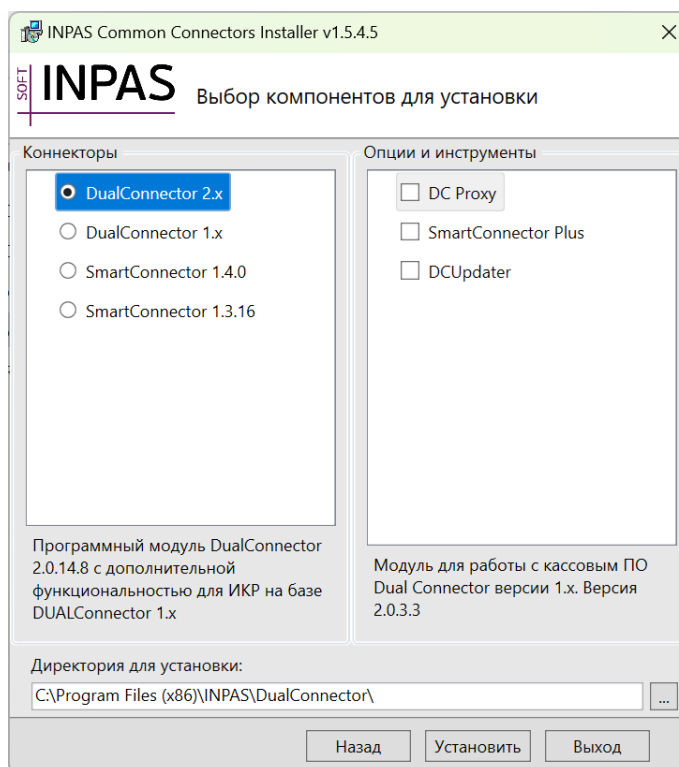 INPAS Common Connectors Installer v1.5.4.5
SOFT INPAS
Выбор компонентов для установки
Коннекторы
DualConnector 2.x
DualConnector 1.x
SmartConnector 1.4.0
SmartConnector 1.3.16
Программный модуль DualConnector
2.0.14.8 с дополнительной
функциональностью для ИКР на базе
DUALConnector 1.x
Опции и инструменты
DC Proxy
SmartConnector Plus
DCUpdater
Модуль для работы с кассовым ПО
Dual Connector версии 1.x. Версия
2.0.3.3
Директория для установки:
C:\Program Files (x86)\INPAS\DualConnector\
...
Назад
Установить
Выход